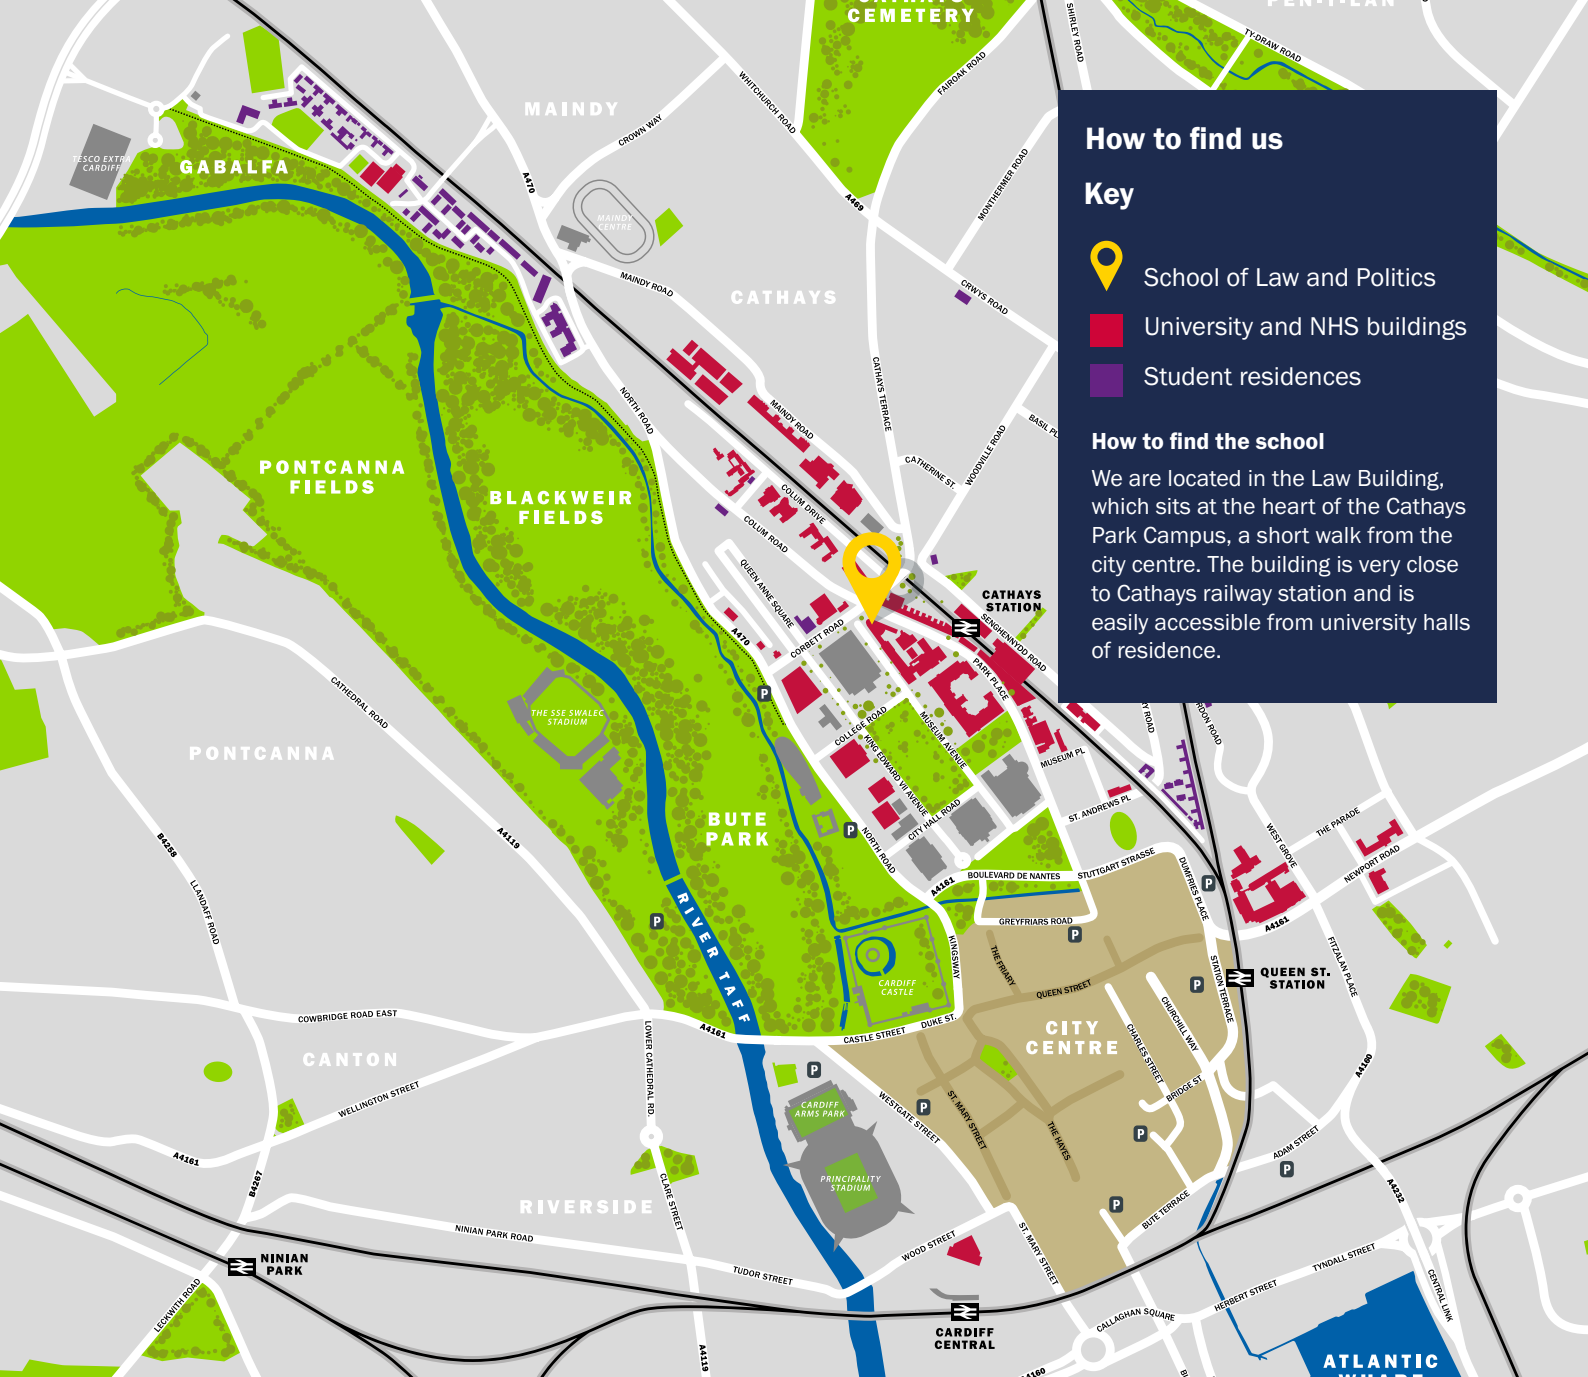 CATHAYS
CEMETERY
PEN-Y-LAN
SHIRLEY ROAD
TY-DRAW ROAD
FAIROAK ROAD
WHITCHURCH ROAD
MAINDY
CROWN WAY
TESCO EXTRA
CARDIFF
GABALFA
A470
MAINDY
CENTRE
A469
MONTHERMER ROAD
MAINDY ROAD
CATHAYS
CRWYS ROAD
How to find us
Key
School of Law and Politics
University and NHS buildings
Student residences
How to find the school
We are located in the Law Building,
which sits at the heart of the Cathays
Park Campus, a short walk from the
city centre. The building is very close
to Cathays railway station and is
easily accessible from university halls
of residence.
NORTH ROAD
CATHAYS TERRACE
MAINDY ROAD
BASIL PL
WOODVILLE ROAD
CATHERINE ST.
PONTCANNA
FIELDS
BLACKWEIR
FIELDS
COLUM DRIVE
COLUM ROAD
QUEEN ANNE SQUARE
CATHAYS
STATION
SENGHENNYDD ROAD
A470
CORBETT ROAD
PARK PLACE
P
CATHEDRAL ROAD
THE SSE SWALEC
STADIUM
COLLEGE ROAD
MUSEUM AVENUE
KING EDWARD VII AVENUE
MUSEUM PL
PONTCANNA
BUTE
PARK
P
CITY HALL ROAD
NORTH ROAD
ST. ANDREWS PL
WEST GROVE
THE PARADE
NEWPORT ROAD
B4258
A4119
LLANDAFF ROAD
A4161
BOULEVARD DE NANTES
STUTTGART STRASSE
DUMFRIES PLACE
P
GREYFRIARS ROAD
P
P
A4161
RIVER TAFF
KINGSWAY
THE FRIARY
QUEEN STREET
STATION TERRACE
P
QUEEN ST.
STATION
FITZALAN PLACE
CARDIFF
CASTLE
COWBRIDGE ROAD EAST
A4161
CASTLE STREET
DUKE ST.
CITY
CENTRE
CHARLES STREET
CHURCHILL WAY
CANTON
WELLINGTON STREET
LOWER CATHEDRAL RD.
P
CARDIFF
ARMS PARK
WESTGATE STREET
P
ST. MARY STREET
THE HAYES
BRIDGE ST
P
A4160
ADAM STREET
P
A4161
B4267
CLARE STREET
PRINCIPALITY
STADIUM
A4232
RIVERSIDE
P
BUTE TERRACE
NINIAN PARK ROAD
NINIAN
PARK
TUDOR STREET
WOOD STREET
ST. MARY STREET
TYNDALL STREET
HERBERT STREET
CENTRAL LINK
LECKWITH ROAD
CALLAGHAN SQUARE
CARDIFF
CENTRAL
A4119
A4160
ATLANTIC
WHARF